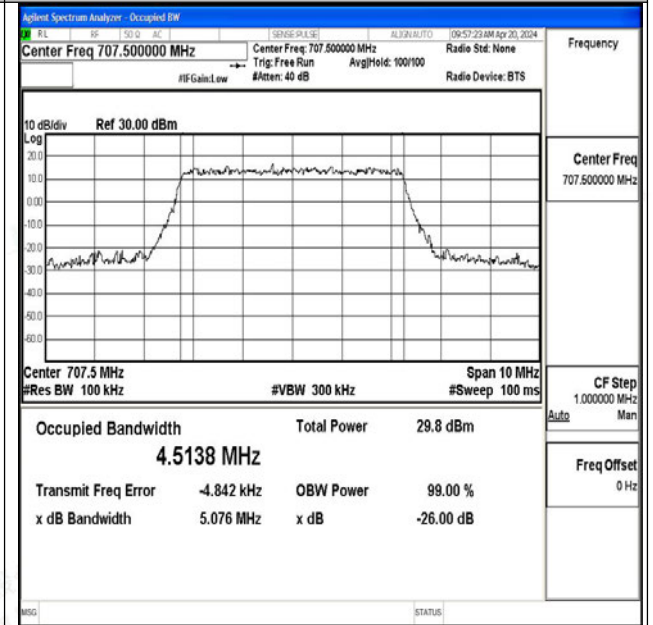 Agilent Spectrum Analyzer - Occupied BW
RL RF 50 Ω AC SENSE:PULSE ALIGN AUTO 09:57:23 AM Apr 20, 2024
Center Freq 707.500000 MHz
Center Freq: 707.500000 MHz
Radio Std: None
Trig: Free Run Avg|Hold: 100/100
#IFGain:Low #Atten: 40 dB Radio Device: BTS
Frequency
10 dB/div Ref 30.00 dBm
Log
20.0
10.0
0.00
-10.0
-20.0
-30.0
-40.0
-50.0
-60.0
Center 707.5 MHz Span 10 MHz
#Res BW 100 kHz #VBW 300 kHz #Sweep 100 ms
Occupied Bandwidth Total Power 29.8 dBm
4.5138 MHz
Transmit Freq Error -4.842 kHz OBW Power 99.00 %
x dB Bandwidth 5.076 MHz x dB -26.00 dB
Center Freq
707.500000 MHz
CF Step
1.000000 MHz
Auto Man
Freq Offset
0 Hz
MSG STATUS